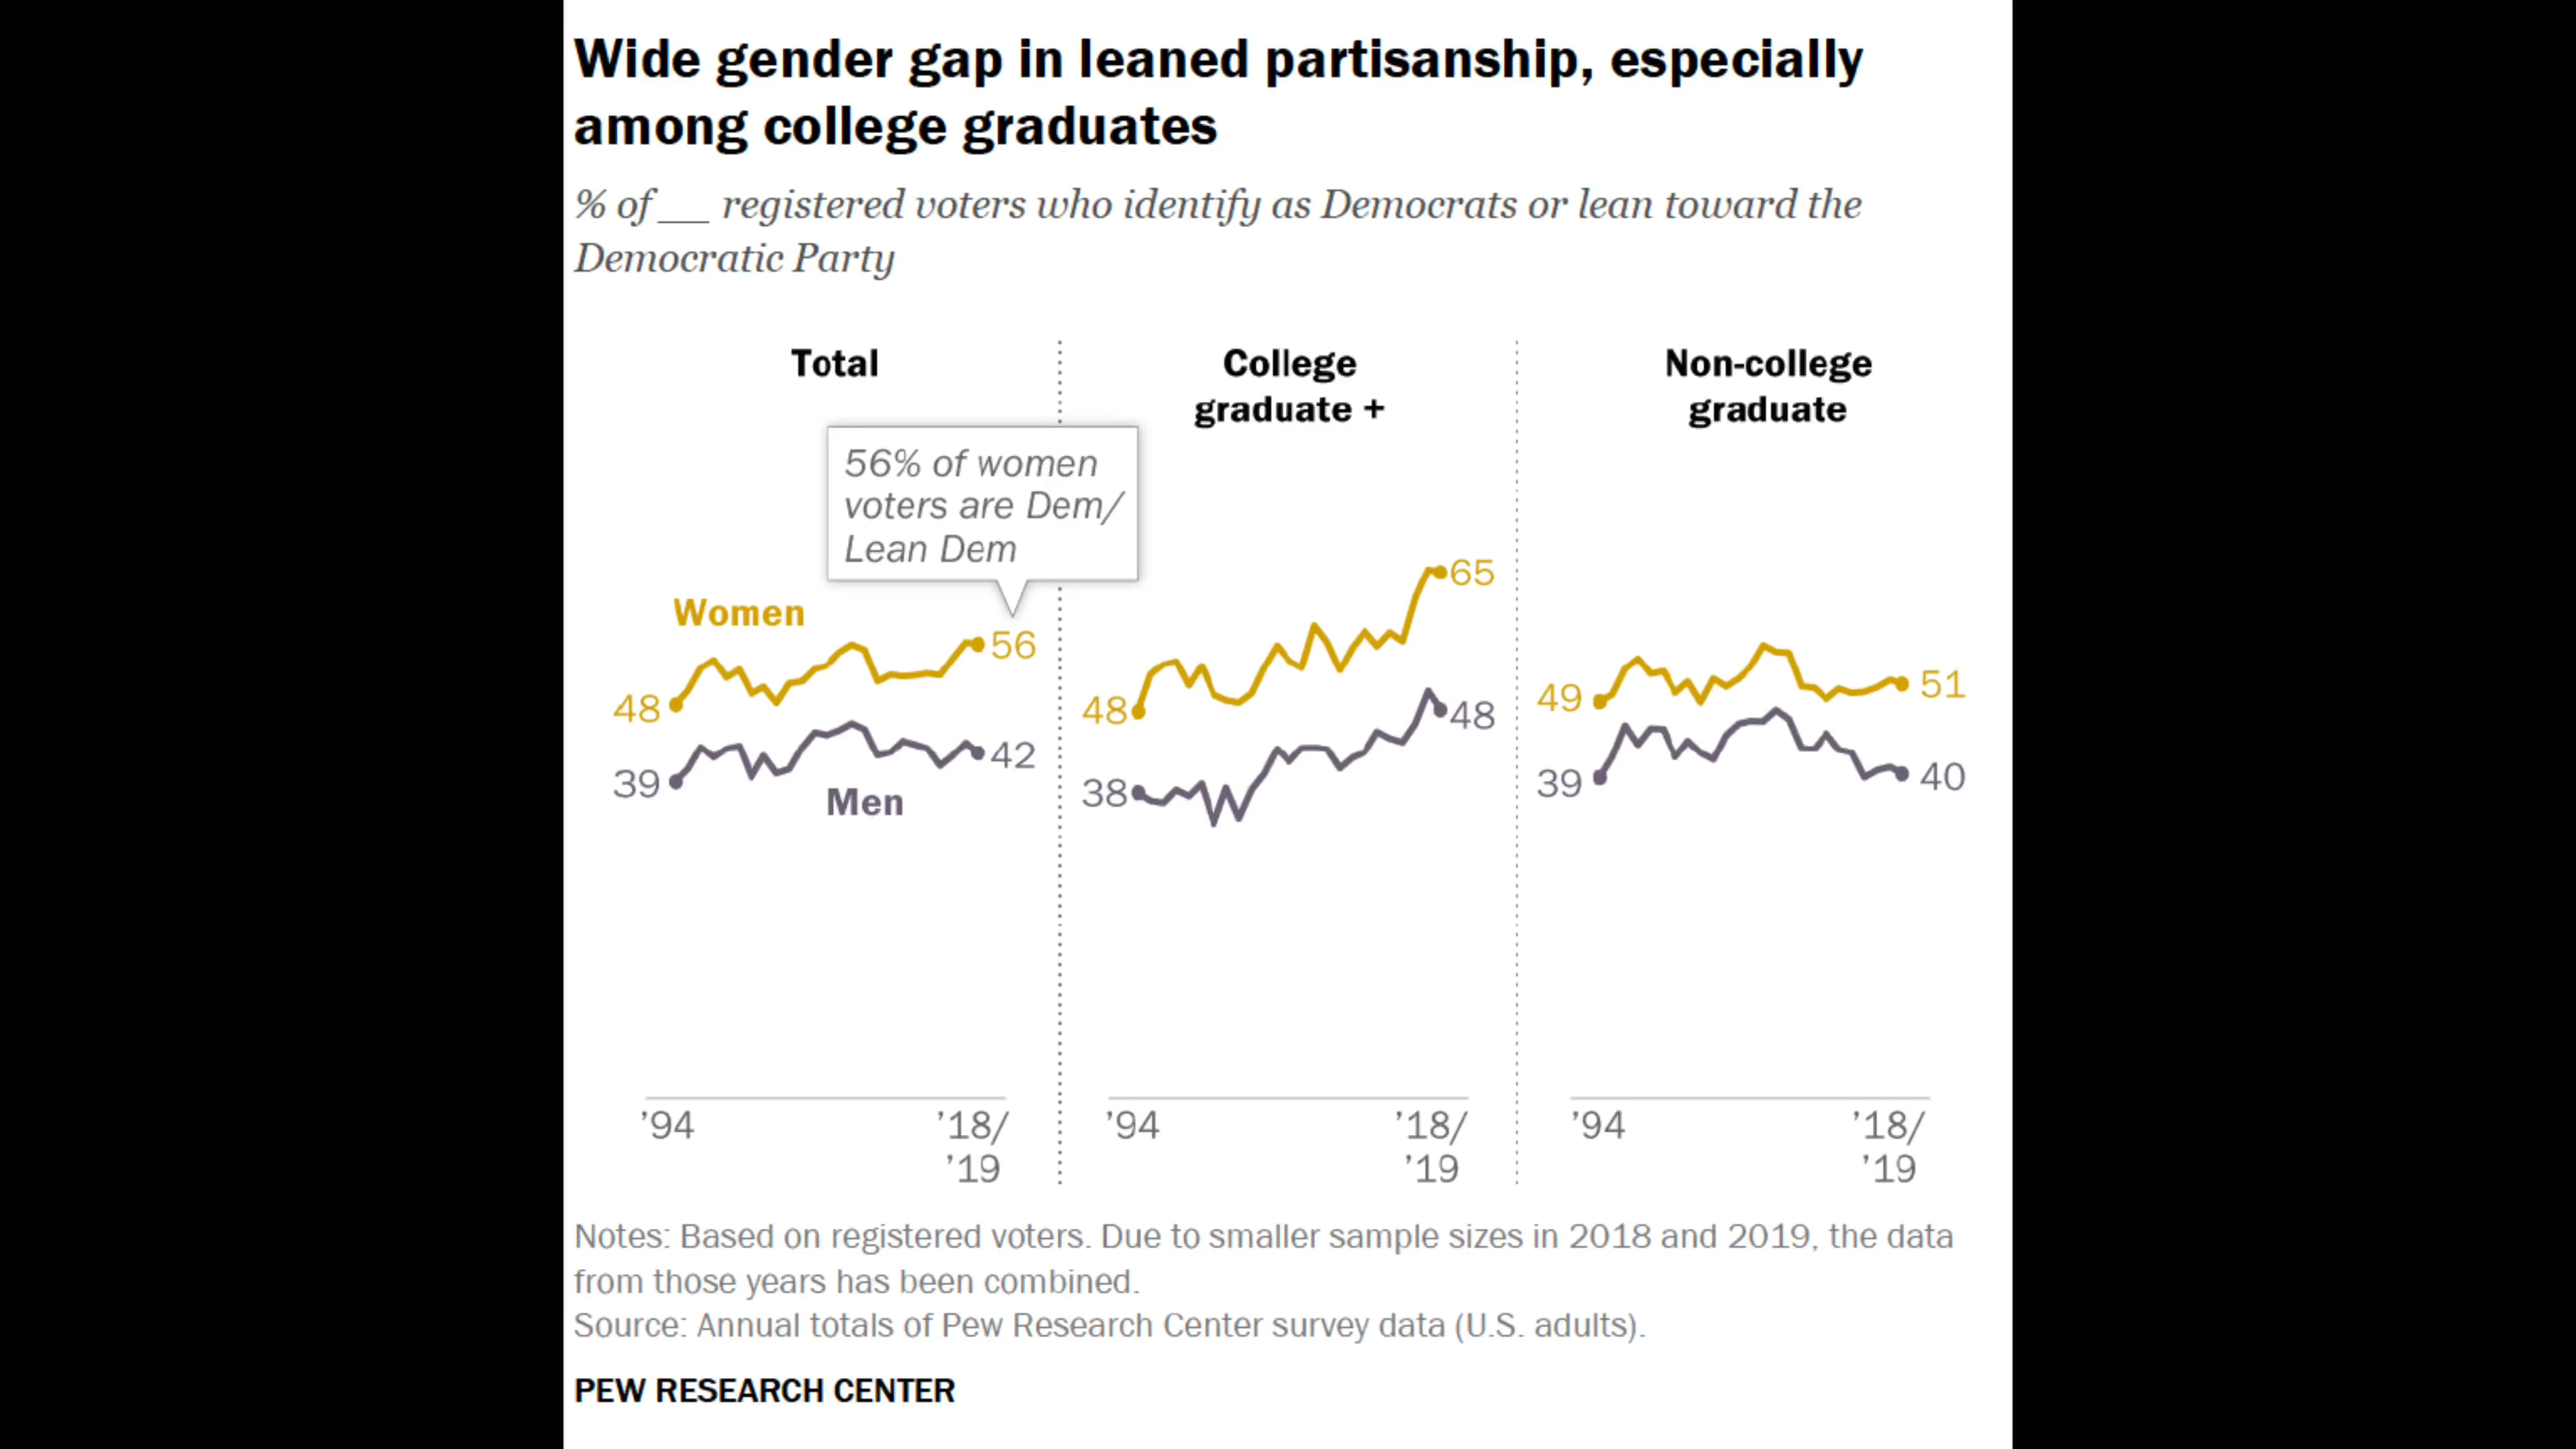 Wide gender gap in leaned partisanship, especially
among college graduates
% of __ registered voters who identify as Democrats or lean toward the
Democratic Party
Total
College
graduate +
Non-college
graduate
56% of women
voters are Dem/
Lean Dem
Women
48
56
39
42
Men
48
65
38
48
49
51
39
40
’94
’18/
’19
’94
’18/
’19
’94
’18/
’19
Notes: Based on registered voters. Due to smaller sample sizes in 2018 and 2019, the data
from those years has been combined.
Source: Annual totals of Pew Research Center survey data (U.S. adults).
PEW RESEARCH CENTER